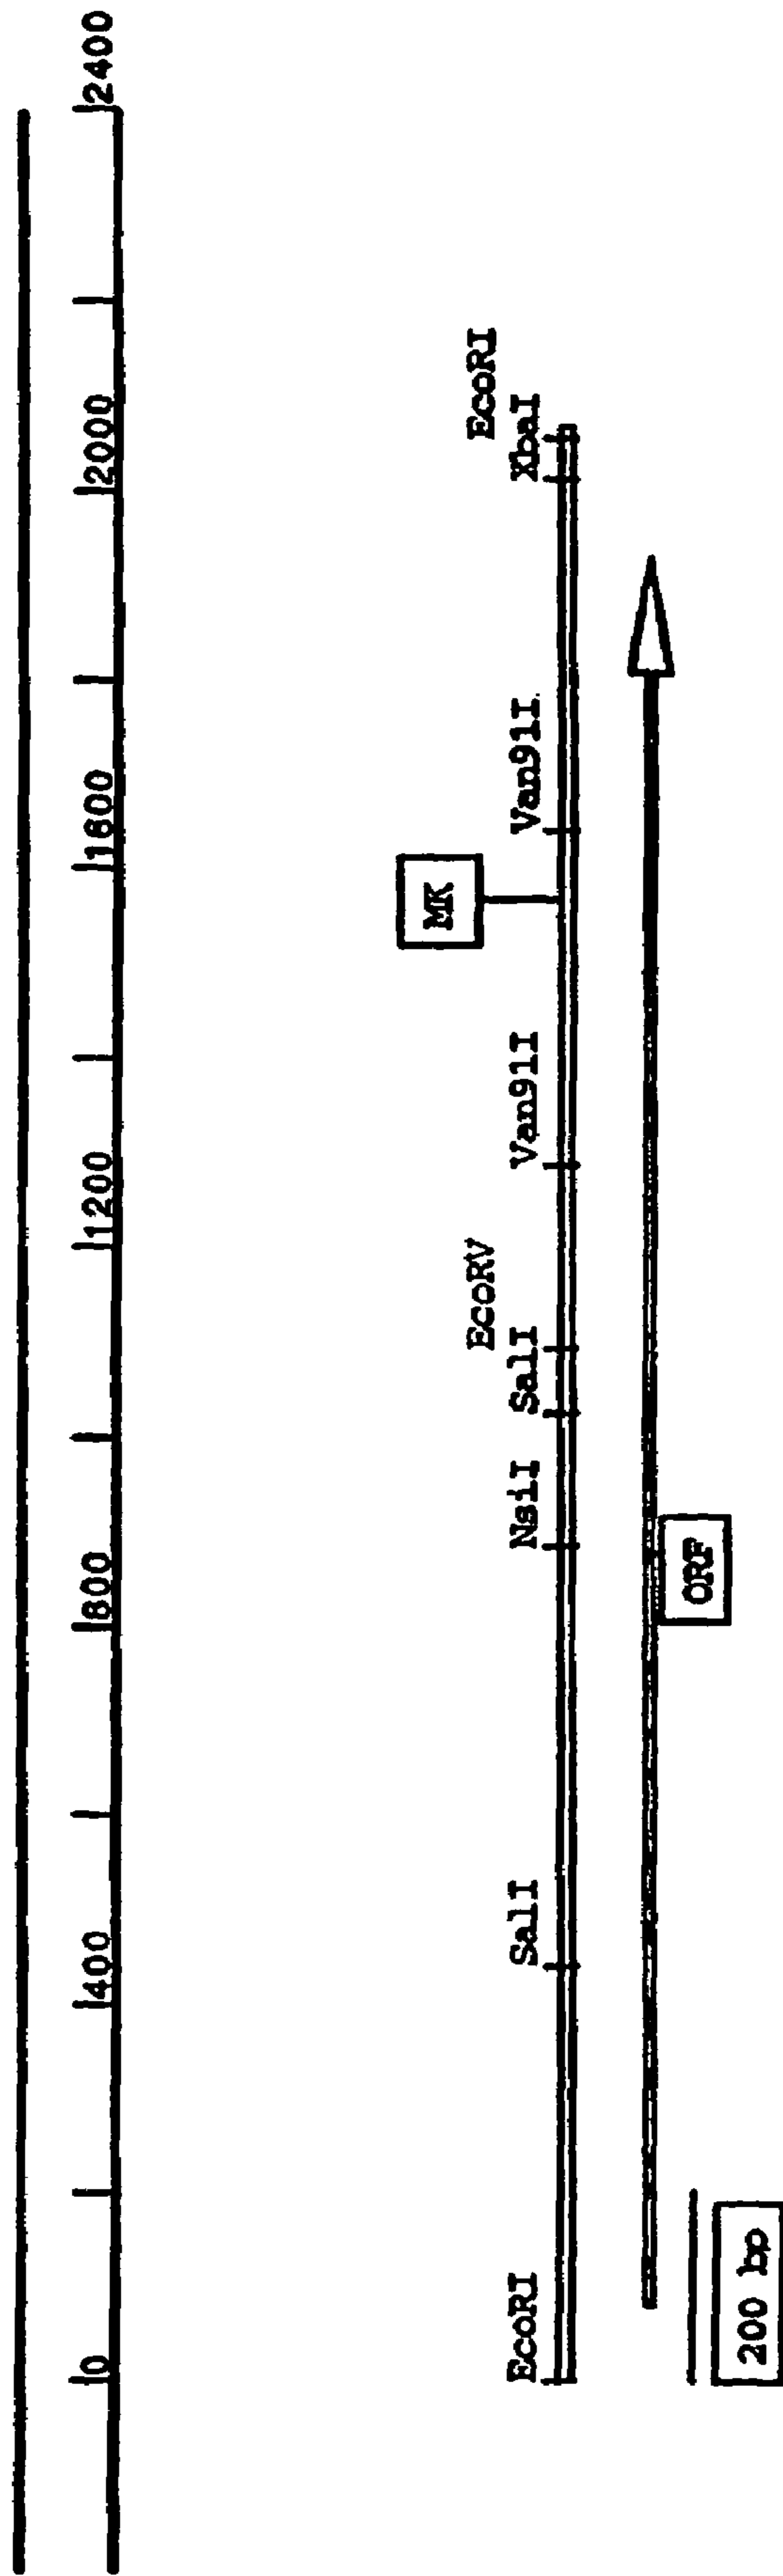 0 400 800 1200 1600 2000 2400
EcoRV EcoRI
EcoRI SalI NsiI SalI Van91I Van91I XbaI
MK
ORF
200 bp